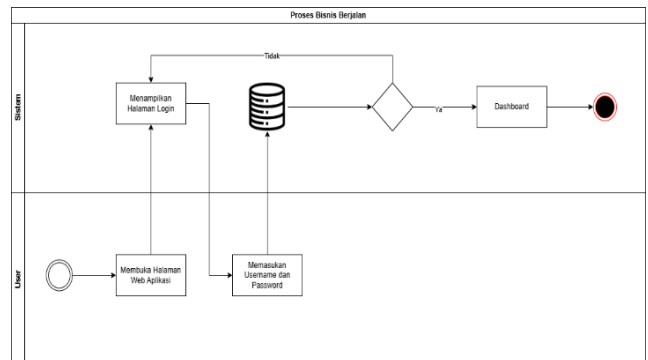 Proses Bisnis Berjalan
Sistem
Tidak
Menampilkan
Halaman Login
Ya
Dashboard
User
Membuka Halaman
Web Aplikasi
Memasukan
Username dan
Password